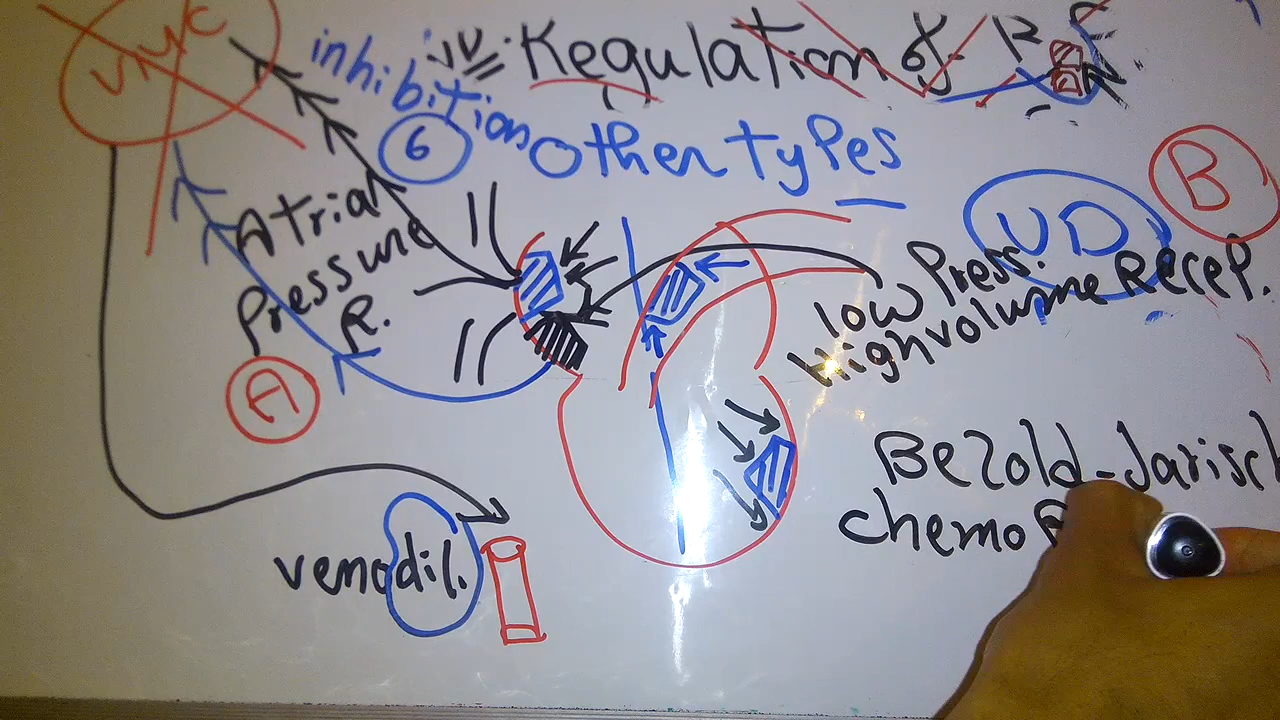 VMC
inhibition
IV Regulation of
6
Other types
B
Atrial
Pressure
R.
A
UD
low Press.
High volume Recep.
Bezold-Jarisch
chemo R
venodil.